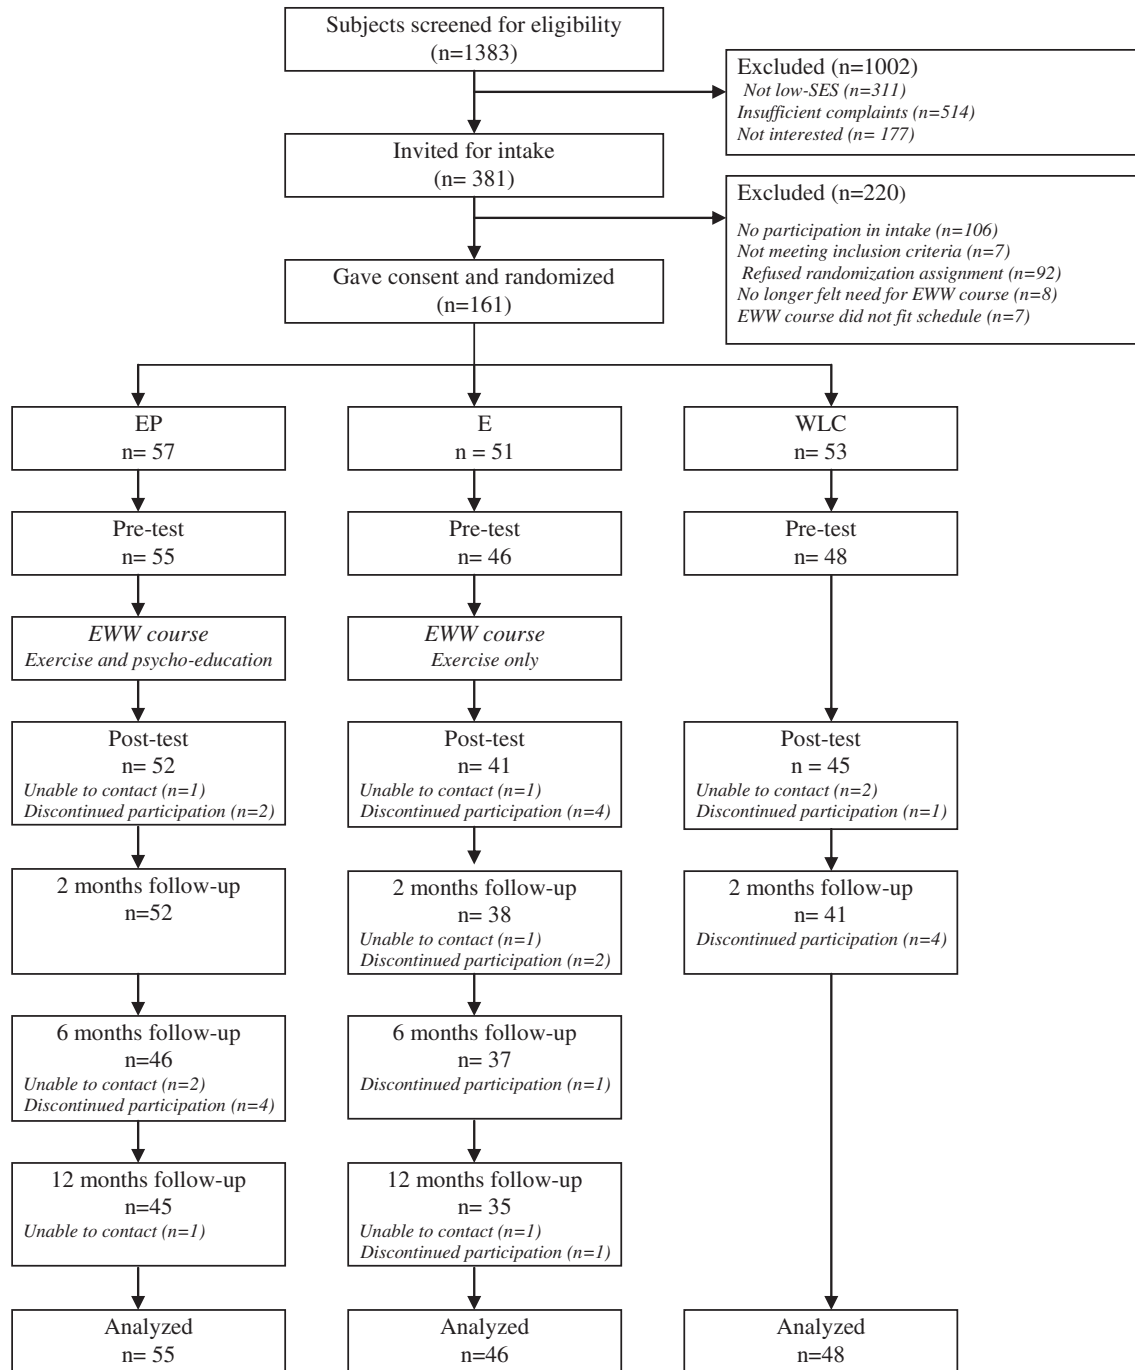 Subjects screened for eligibility
(n=1383)
Excluded (n=1002)
Not low-SES (n=311)
Insufficient complaints (n=514)
Not interested (n= 177)
Invited for intake
(n= 381)
Excluded (n=220)
No participation in intake (n=106)
Not meeting inclusion criteria (n=7)
Refused randomization assignment (n=92)
No longer felt need for EWW course (n=8)
EWW course did not fit schedule (n=7)
Gave consent and randomized
(n=161)
EP
n= 57
E
n = 51
WLC
n= 53
Pre-test
n= 55
Pre-test
n= 46
Pre-test
n= 48
EWW course
Exercise and psycho-education
EWW course
Exercise only
Post-test
n= 52
Unable to contact (n=1)
Discontinued participation (n=2)
Post-test
n= 41
Unable to contact (n=1)
Discontinued participation (n=4)
Post-test
n = 45
Unable to contact (n=2)
Discontinued participation (n=1)
2 months follow-up
n=52
2 months follow-up
n= 38
Unable to contact (n=1)
Discontinued participation (n=2)
2 months follow-up
n= 41
Discontinued participation (n=4)
6 months follow-up
n=46
Unable to contact (n=2)
Discontinued participation (n=4)
6 months follow-up
n= 37
Discontinued participation (n=1)
12 months follow-up
n=45
Unable to contact (n=1)
12 months follow-up
n= 35
Unable to contact (n=1)
Discontinued participation (n=1)
Analyzed
n= 55
Analyzed
n=46
Analyzed
n=48